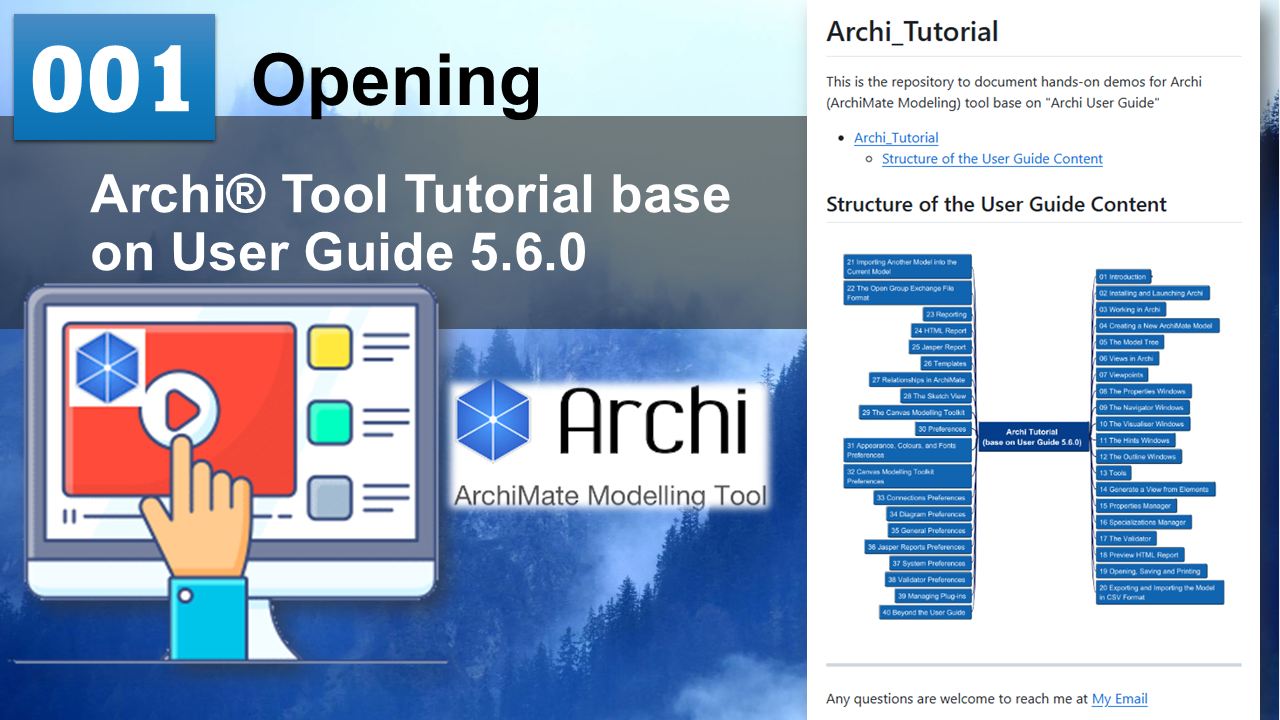 001
Opening
Archi® Tool Tutorial base
on User Guide 5.6.0
Archi
ArchiMate Modelling Tool
Archi_Tutorial
This is the repository to document hands-on demos for Archi
(ArchiMate Modeling) tool base on "Archi User Guide"
Archi_Tutorial
Structure of the User Guide Content
Structure of the User Guide Content
21 Importing Another Model into the
Current Model
22 The Open Group Exchange File
Format
23 Reporting
24 HTML Report
25 Jasper Report
26 Templates
27 Relationships in ArchiMate
28 The Sketch View
29 The Canvas Modelling Toolkit
30 Preferences
31 Appearance, Colours, and Fonts
Preferences
32 Canvas Modelling Toolkit
Preferences
33 Connections Preferences
34 Diagram Preferences
35 General Preferences
36 Jasper Reports Preferences
37 System Preferences
38 Validator Preferences
39 Managing Plug-ins
40 Beyond the User Guide
Archi Tutorial
(base on User Guide 5.6.0)
01 Introduction
02 Installing and Launching Archi
03 Working in Archi
04 Creating a New ArchiMate Model
05 The Model Tree
06 Views in Archi
07 Viewpoints
08 The Properties Windows
09 The Navigator Windows
10 The Visualiser Windows
11 The Hints Windows
12 The Outline Windows
13 Tools
14 Generate a View from Elements
15 Properties Manager
16 Specializations Manager
17 The Validator
18 Preview HTML Report
19 Opening, Saving and Printing
20 Exporting and Importing the Model
in CSV Format
Any questions are welcome to reach me at My Email